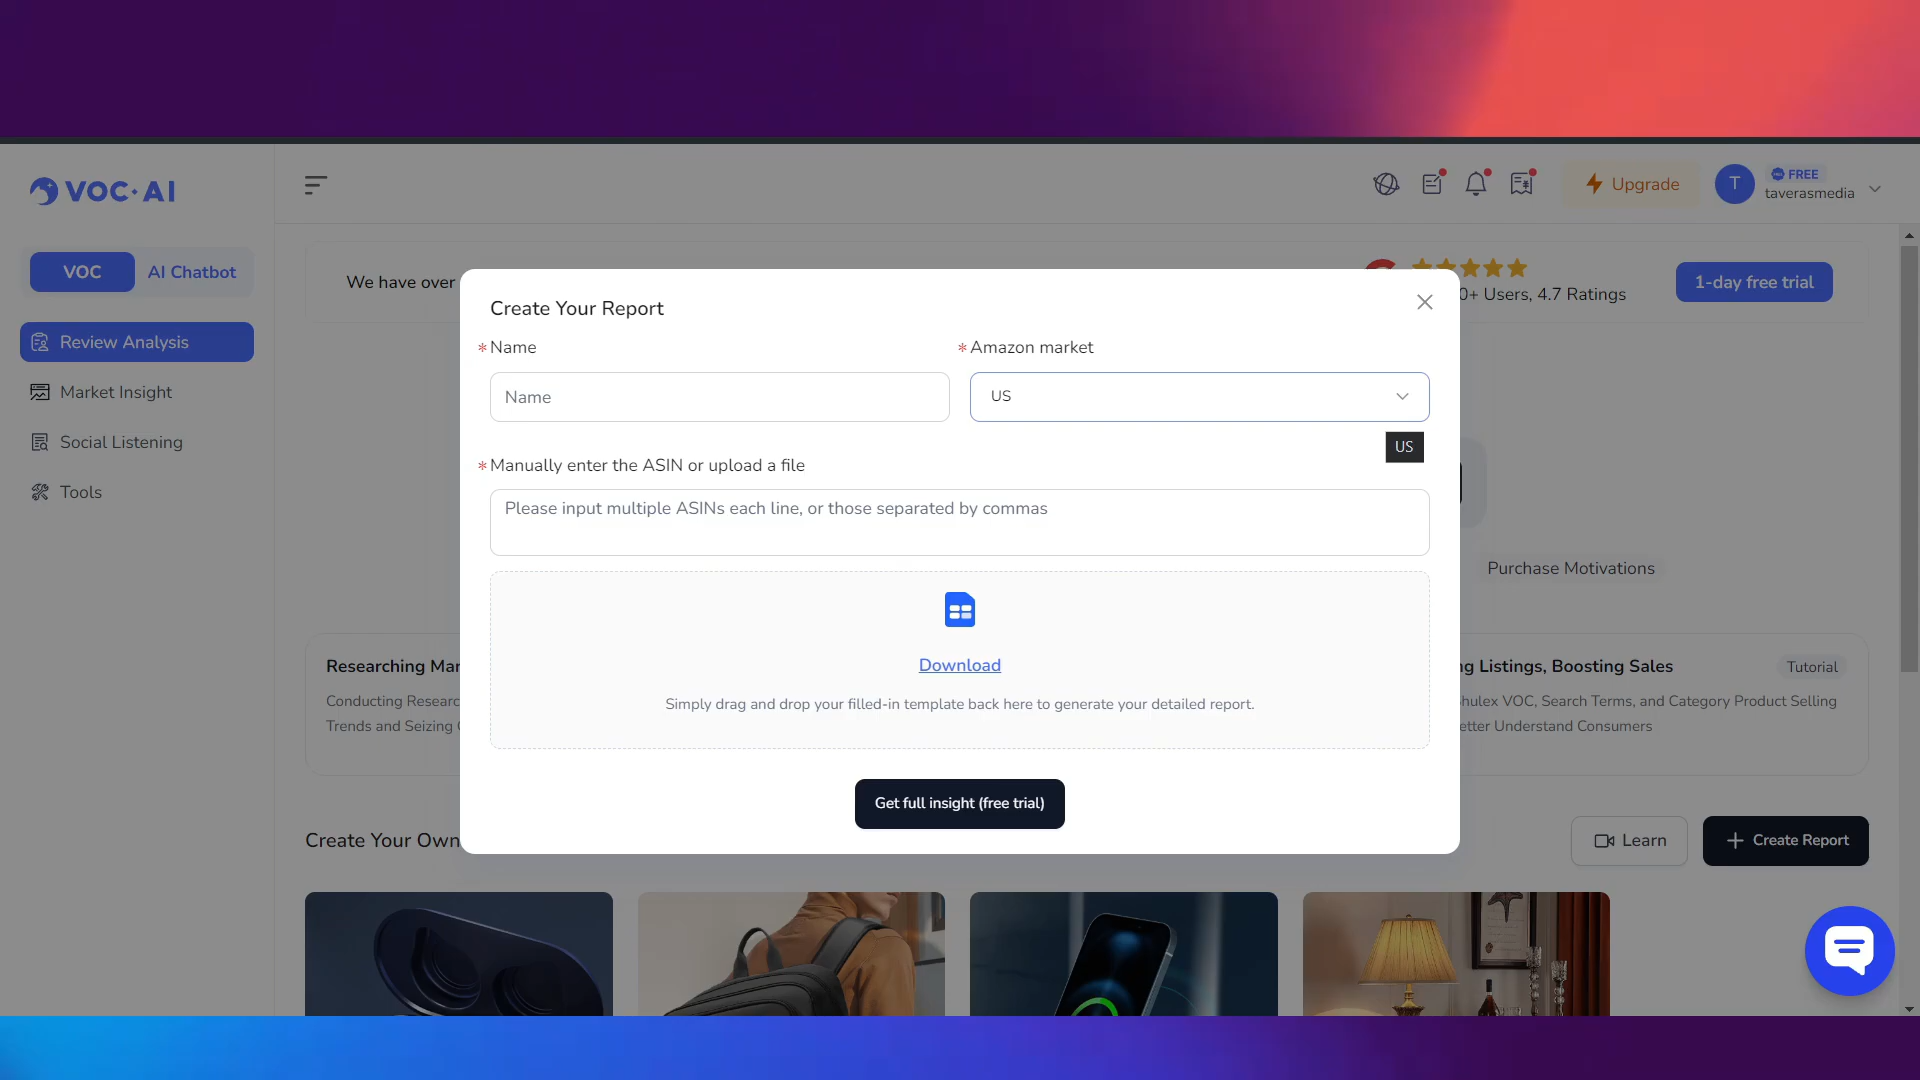 VOC·AI
FREE
Upgrade
T
taverasmedia
VOC
AI Chatbot
We have over
0+ Users, 4.7 Ratings
1-day free trial
Review Analysis
Market Insight
Social Listening
Tools
Create Your Report
*Name
*Amazon market
Name
US
US
*Manually enter the ASIN or upload a file
Please input multiple ASINs each line, or those separated by commas
Download
Simply drag and drop your filled-in template back here to generate your detailed report.
Get full insight (free trial)
Purchase Motivations
Researching Mar
Conducting Researc
Trends and Seizing
ng Listings, Boosting Sales
Tutorial
hulex VOC, Search Terms, and Category Product Selling
etter Understand Consumers
Create Your Own
Learn
Create Report